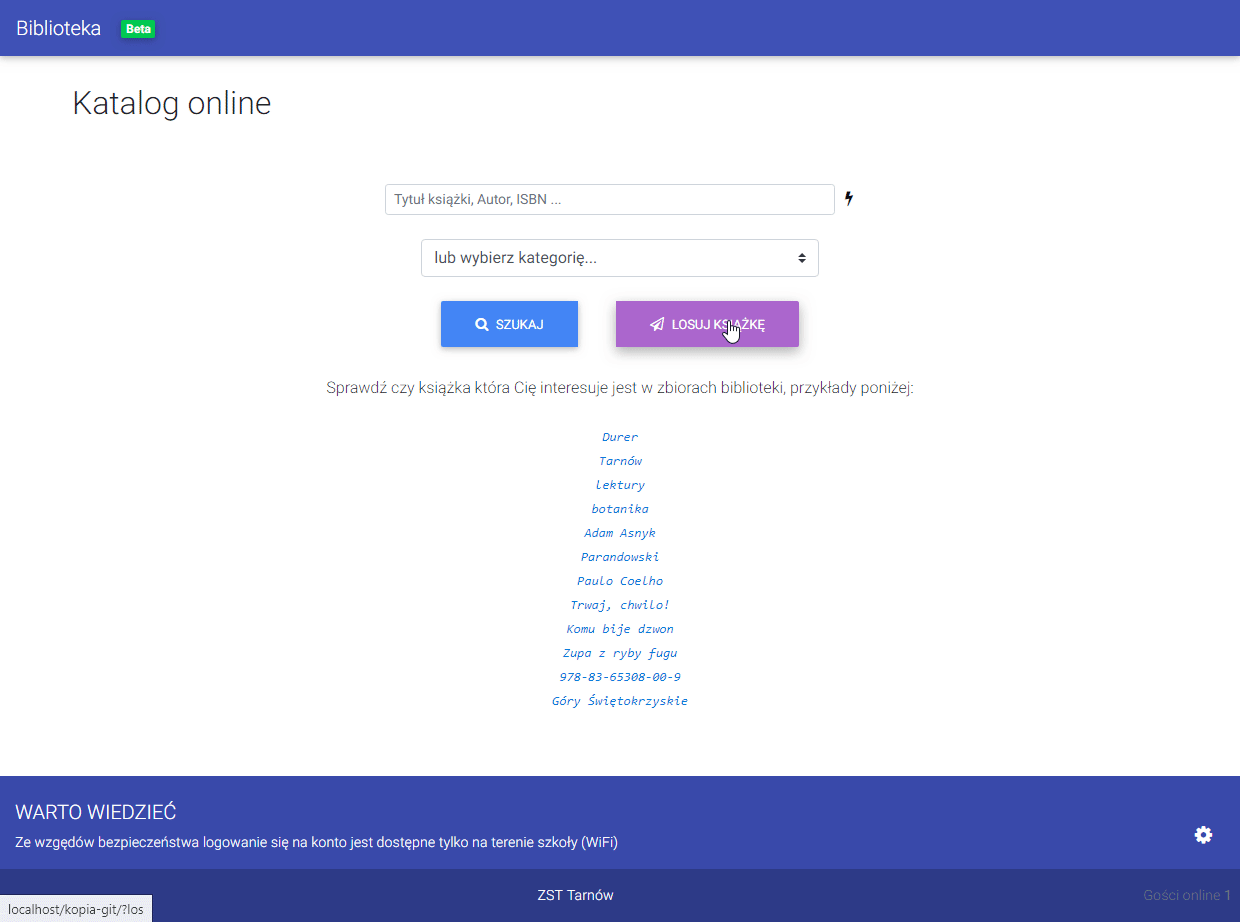 Biblioteka Beta
Katalog online
Tytuł książki, Autor, ISBN ...
lub wybierz kategorię...
SZUKAJ
LOSUJ KSIĄŻKĘ
Sprawdź czy książka która Cię interesuje jest w zbiorach biblioteki, przykłady poniżej:
Durer
Tarnów
lektury
botanika
Adam Asnyk
Parandowski
Paulo Coelho
Trwaj, chwilo!
Komu bije dzwon
Zupa z ryby fugu
978-83-65308-00-9
Góry Świętokrzyskie
WARTO WIEDZIEĆ
Ze wzgędów bezpieczeństwa logowanie się na konto jest dostępne tylko na terenie szkoły (WiFi)
ZST Tarnów
Gości online 1
localhost/kopia-git/?los